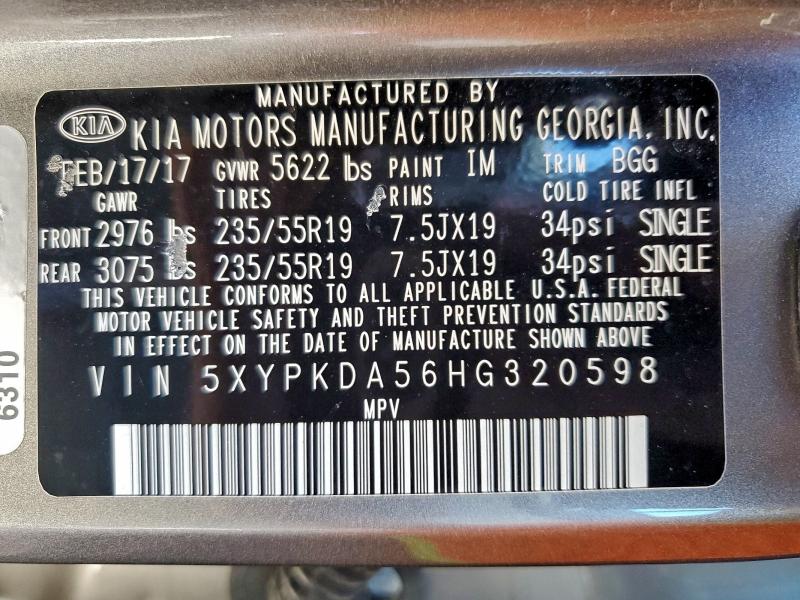 MANUFACTURED BY
KIA KIA MOTORS MANUFACTURING GEORGIA, INC.
FEB/17/17 GVWR 5622 lbs PAINT IM TRIM BGG
GAWR TIRES RIMS COLD TIRE INFL
FRONT 2976 lbs 235/55R19 7.5JX19 34psi SINGLE
REAR 3075 lbs 235/55R19 7.5JX19 34psi SINGLE
THIS VEHICLE CONFORMS TO ALL APPLICABLE U.S.A. FEDERAL
MOTOR VEHICLE SAFETY AND THEFT PREVENTION STANDARDS
IN EFFECT ON THE DATE OF MANUFACTURE SHOWN ABOVE
VIN 5XYPKDA56HG320598
MPV
6310